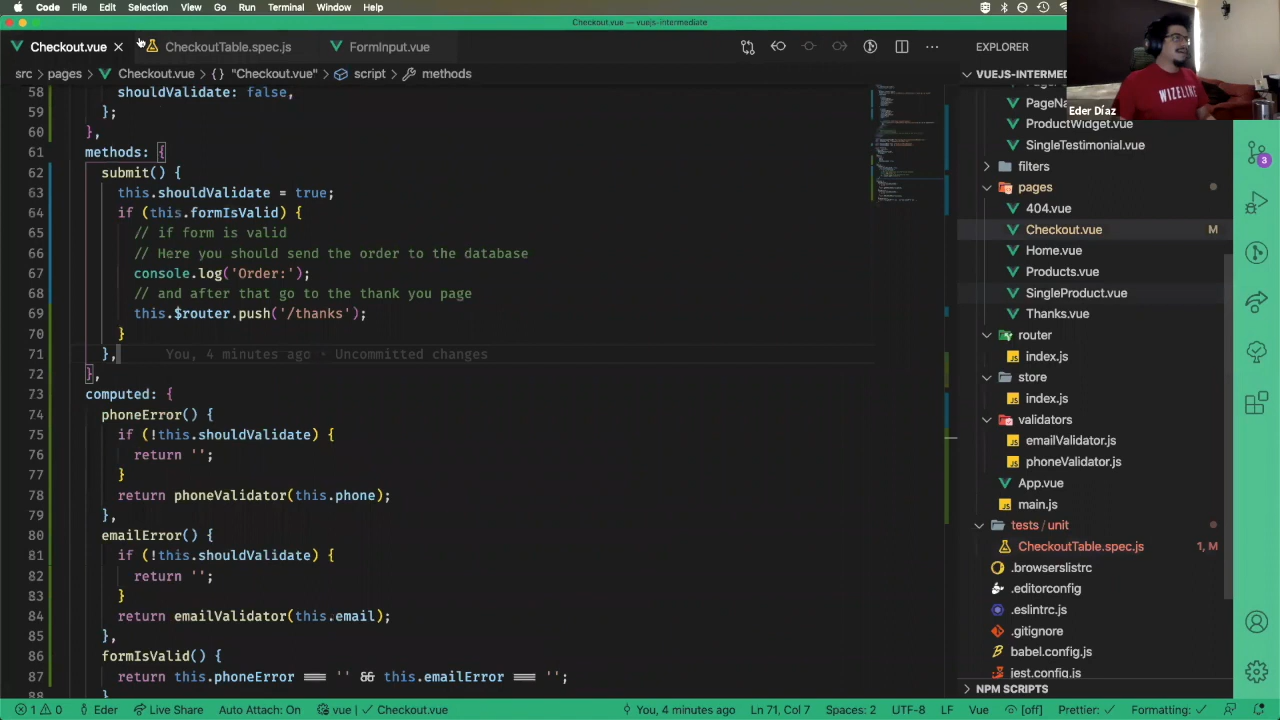 Code File Edit Selection View Go Run Terminal Window Help
Checkout.vue — vuejs-intermediate
Checkout.vue CheckoutTable.spec.js FormInput.vue
src > pages > Checkout.vue > {} "Checkout.vue" > script > methods
58 shouldValidate: false,
59 };
60 },
61 methods: {
62 submit() {
63 this.shouldValidate = true;
64 if (this.formIsValid) {
65 // if form is valid
66 // Here you should send the order to the database
67 console.log('Order:');
68 // and after that go to the thank you page
69 this.$router.push('/thanks');
70 }
71 }, You, 4 minutes ago • Uncommitted changes
72 },
73 computed: {
74 phoneError() {
75 if (!this.shouldValidate) {
76 return '';
77 }
78 return phoneValidator(this.phone);
79 },
80 emailError() {
81 if (!this.shouldValidate) {
82 return '';
83 }
84 return emailValidator(this.email);
85 },
86 formIsValid() {
87 return this.phoneError === '' && this.emailError === '';
88 }
EXPLORER
VUEJS-INTERM
ProductWidget.vue
SingleTestimonial.vue
filters
pages
404.vue
Checkout.vue M
Home.vue
Products.vue
SingleProduct.vue
Thanks.vue
router
index.js
store
index.js
validators
emailValidator.js
phoneValidator.js
App.vue
main.js
tests/unit
CheckoutTable.spec.js 1, M
.browserslistrc
.editorconfig
.eslintrc.js
.gitignore
babel.config.js
jest.config.js
NPM SCRIPTS
WIZELINE
Eder Díaz
3
1 0 Eder Live Share Auto Attach: On vue | ✓ Checkout.vue You, 4 minutes ago Ln 71, Col 7 Spaces: 2 UTF-8 LF Vue [off] Prettier: ✓ Formatting: ✓